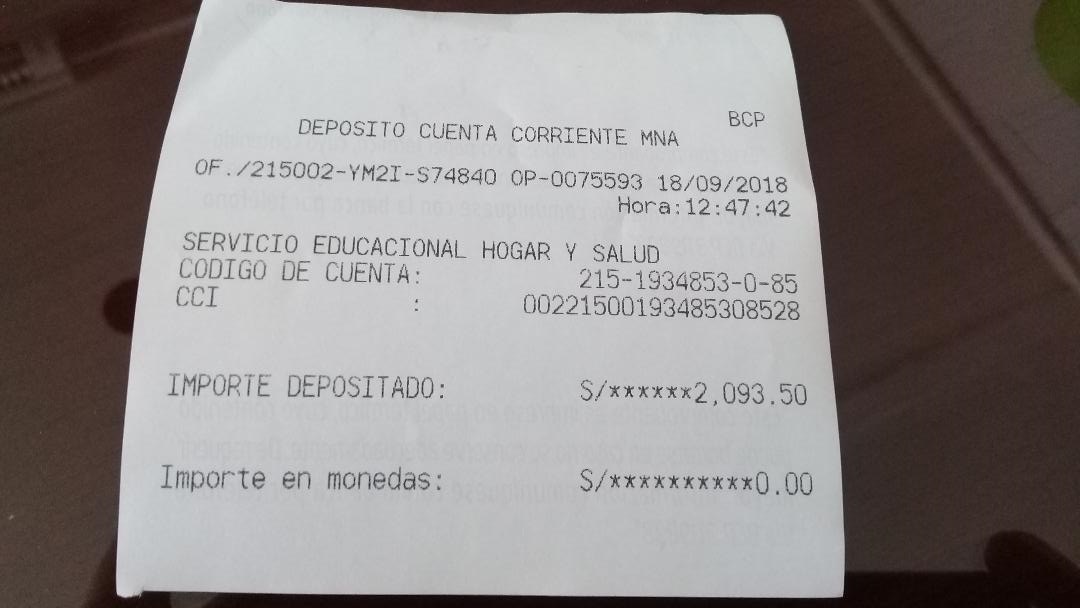 BCP
DEPOSITO CUENTA CORRIENTE MNA
OF./215002-YM2I-S74840 OP-0075593 18/09/2018
Hora:12:47:42
SERVICIO EDUCACIONAL HOGAR Y SALUD
CODIGO DE CUENTA: 215-1934853-0-85
CCI : 00221500193485308528
IMPORTE DEPOSITADO: S/******2,093.50
Importe en monedas: S/**********0.00